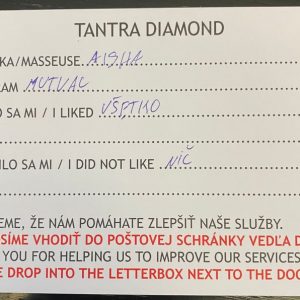 TANTRA DIAMOND
KA/MASSEUSE AISHA
AM MUTUAL
O SA MI / I LIKED VŠETKO
ILO SA MI / I DID NOT LIKE NIČ
EME, ŽE NÁM POMÁHATE ZLEPŠIŤ NAŠE SLUŽBY.
SÍME VHODIŤ DO POŠTOVEJ SCHRÁNKY VEDĽA D
YOU FOR HELPING US TO IMPROVE OUR SERVICES
E DROP INTO THE LETTERBOX NEXT TO THE DOO